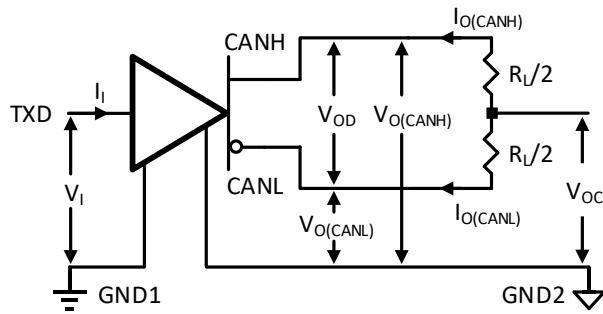 I_O(CANH)
CANH
R_L/2
TXD
I_I
V_OD
V_O(CANH)
R_L/2
CANL
V_I
V_O(CANL)
I_O(CANL)
V_OC
GND1
GND2